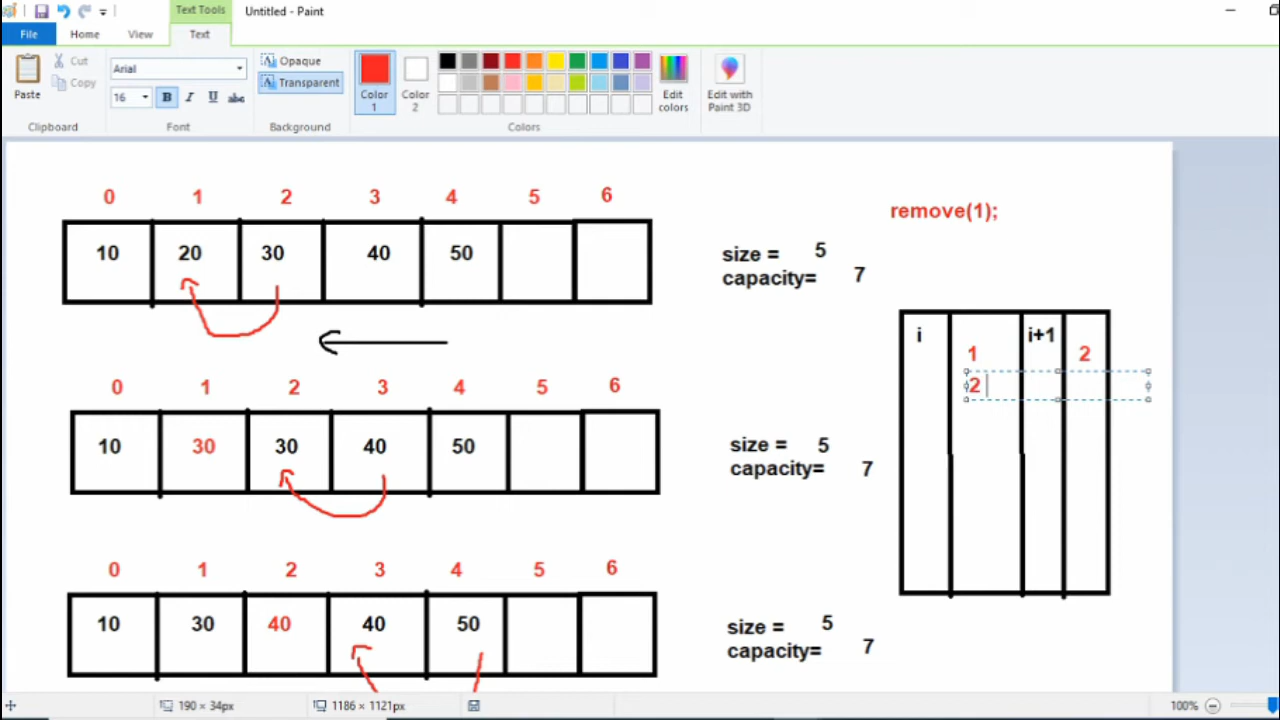 Text Tools
Untitled - Paint
File
Home
View
Text
Paste
Cut
Copy
Clipboard
Arial
16
B I U abc
Font
Opaque
Transparent
Background
Color 1
Color 2
Colors
Edit colors
Edit with Paint 3D
0 1 2 3 4 5 6
10 20 30 40 50
size = 5
capacity= 7
remove(1);
i i+1
1 2
2
0 1 2 3 4 5 6
10 30 30 40 50
size = 5
capacity= 7
0 1 2 3 4 5 6
10 30 40 40 50
size = 5
capacity= 7
190 × 34px
1186 × 1121px
100%